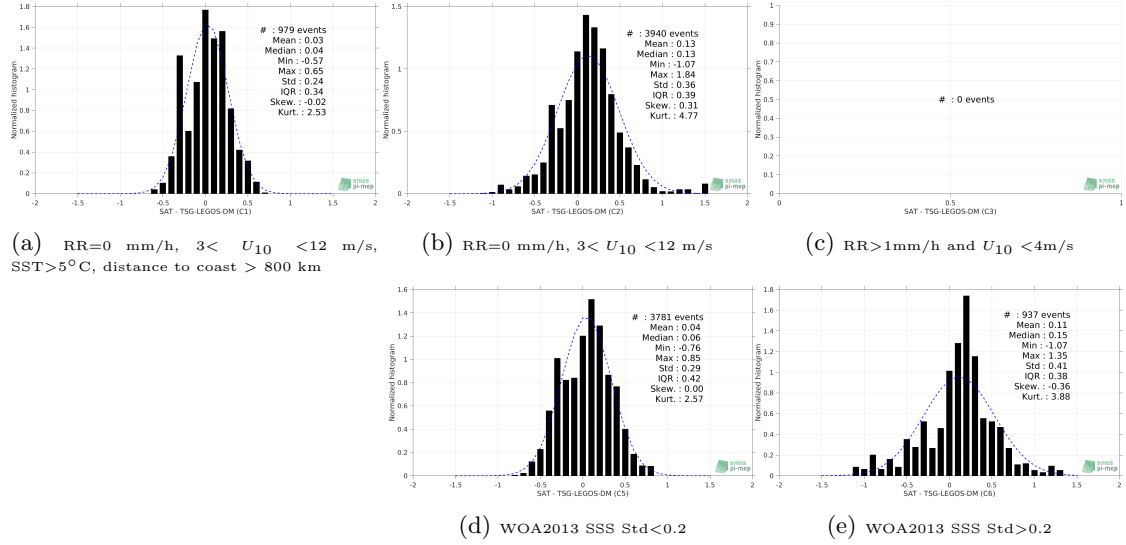 1.8
1.6
1.4
1.2
1
0.8
0.6
0.4
0.2
0
Normalized histogram
# : 979 events
Mean : 0.03
Median : 0.04
Min : -0.57
Max : 0.65
Std : 0.24
IQR : 0.34
Skew. : -0.02
Kurt. : 2.53
smos
pi-mep
-2 -1.5 -1 -0.5 0 0.5 1 1.5 2
SAT - TSG-LEGOS-DM (C1)
(a) RR=0 mm/h, 3< U10 <12 m/s,
SST>5°C, distance to coast > 800 km
1.5
1
0.5
0
Normalized histogram
# : 3940 events
Mean : 0.13
Median : 0.13
Min : -1.07
Max : 1.84
Std : 0.36
IQR : 0.39
Skew. : 0.31
Kurt. : 4.77
smos
pi-mep
-2 -1.5 -1 -0.5 0 0.5 1 1.5 2
SAT - TSG-LEGOS-DM (C2)
(b) RR=0 mm/h, 3< U10 <12 m/s
1
0.9
0.8
0.7
0.6
0.5
0.4
0.3
0.2
0.1
0
Normalized histogram
# : 0 events
smos
pi-mep
0 0.5 1
SAT - TSG-LEGOS-DM (C3)
(c) RR>1mm/h and U10 <4m/s
1.6
1.4
1.2
1
0.8
0.6
0.4
0.2
0
Normalized histogram
# : 3781 events
Mean : 0.04
Median : 0.06
Min : -0.76
Max : 0.85
Std : 0.29
IQR : 0.42
Skew. : 0.00
Kurt. : 2.57
smos
pi-mep
-2 -1.5 -1 -0.5 0 0.5 1 1.5 2
SAT - TSG-LEGOS-DM (C5)
(d) WOA2013 SSS Std<0.2
1.8
1.6
1.4
1.2
1
0.8
0.6
0.4
0.2
0
Normalized histogram
# : 937 events
Mean : 0.11
Median : 0.15
Min : -1.07
Max : 1.35
Std : 0.41
IQR : 0.38
Skew. : -0.36
Kurt. : 3.88
smos
pi-mep
-2 -1.5 -1 -0.5 0 0.5 1 1.5 2
SAT - TSG-LEGOS-DM (C6)
(e) WOA2013 SSS Std>0.2